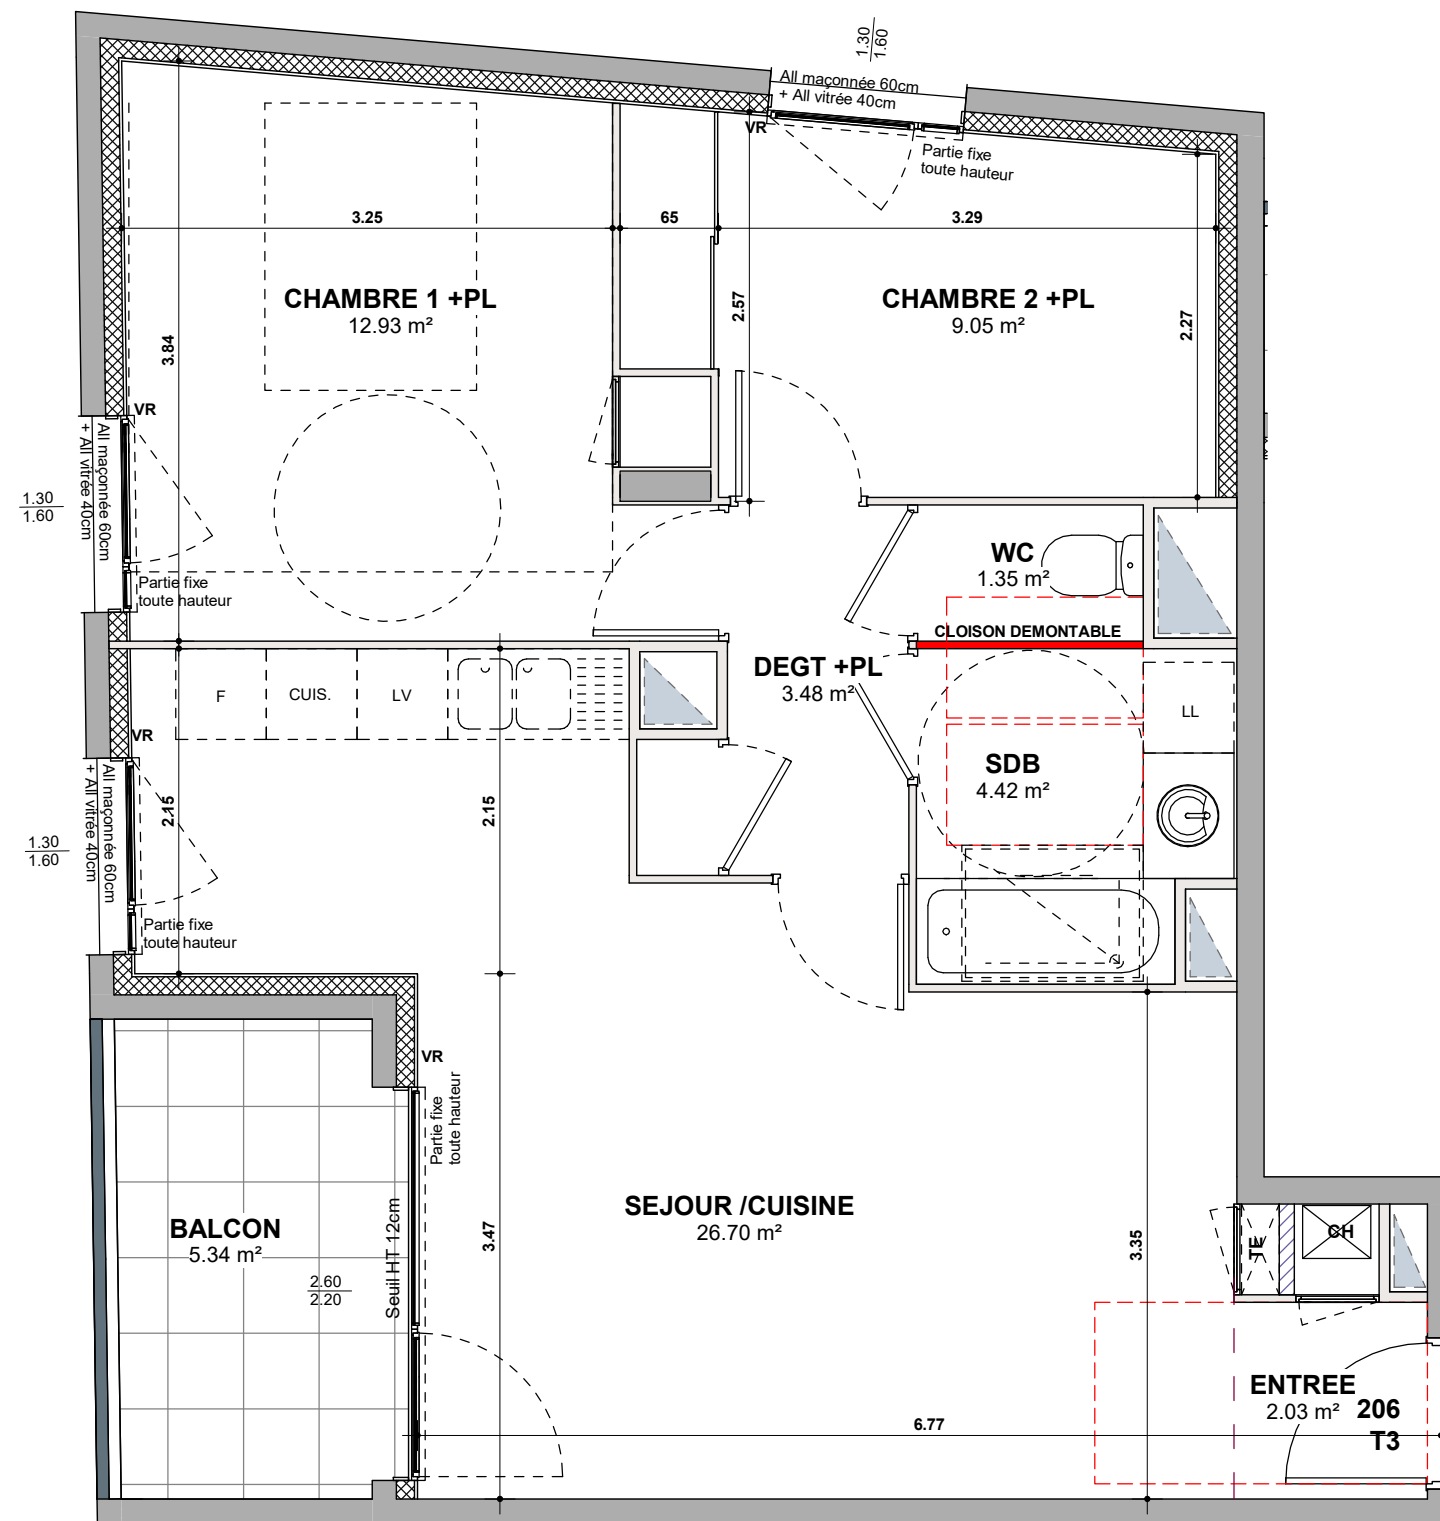 1.30
1.60
All maçonnée 60cm
+ All vitrée 40cm
VR
Partie fixe
toute hauteur
3.25
65
3.29
CHAMBRE 1 +PL
12.93 m²
CHAMBRE 2 +PL
9.05 m²
3.84
2.57
2.27
VR
All maçonnée 60cm
+ All vitrée 40cm
1.30
1.60
Partie fixe
toute hauteur
WC
1.35 m²
CLOISON DEMONTABLE
DEGT +PL
3.48 m²
F
CUIS.
LV
LL
VR
SDB
4.42 m²
All maçonnée 60cm
+ All vitrée 40cm
1.30
1.60
2.15
2.15
Partie fixe
toute hauteur
VR
Partie fixe
toute hauteur
BALCON
5.34 m²
2.60
2.20
Seuil HT 12cm
3.47
SEJOUR /CUISINE
26.70 m²
3.35
TE
CH
ENTREE
2.03 m²
206
T3
6.77